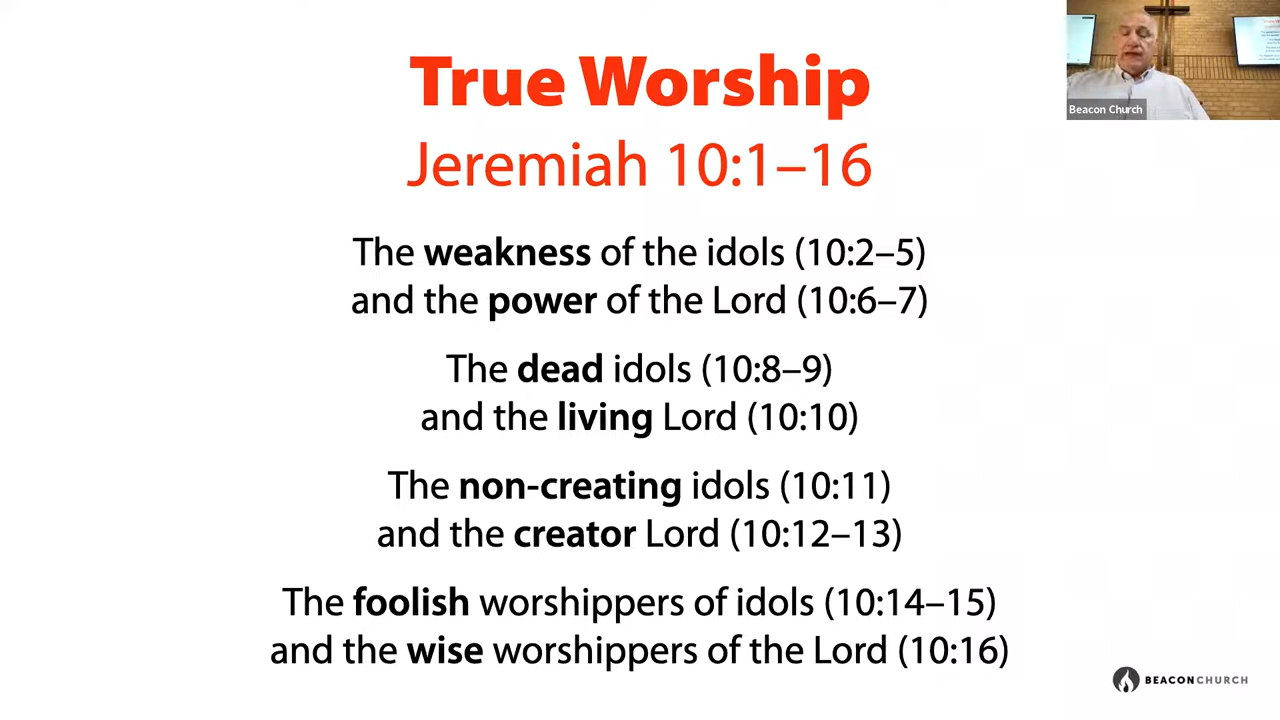 True Worship
Jeremiah 10:1–16
The weakness of the idols (10:2–5)
and the power of the Lord (10:6–7)
The dead idols (10:8–9)
and the living Lord (10:10)
The non-creating idols (10:11)
and the creator Lord (10:12–13)
The foolish worshippers of idols (10:14–15)
and the wise worshippers of the Lord (10:16)
Beacon Church
BEACONCHURCH